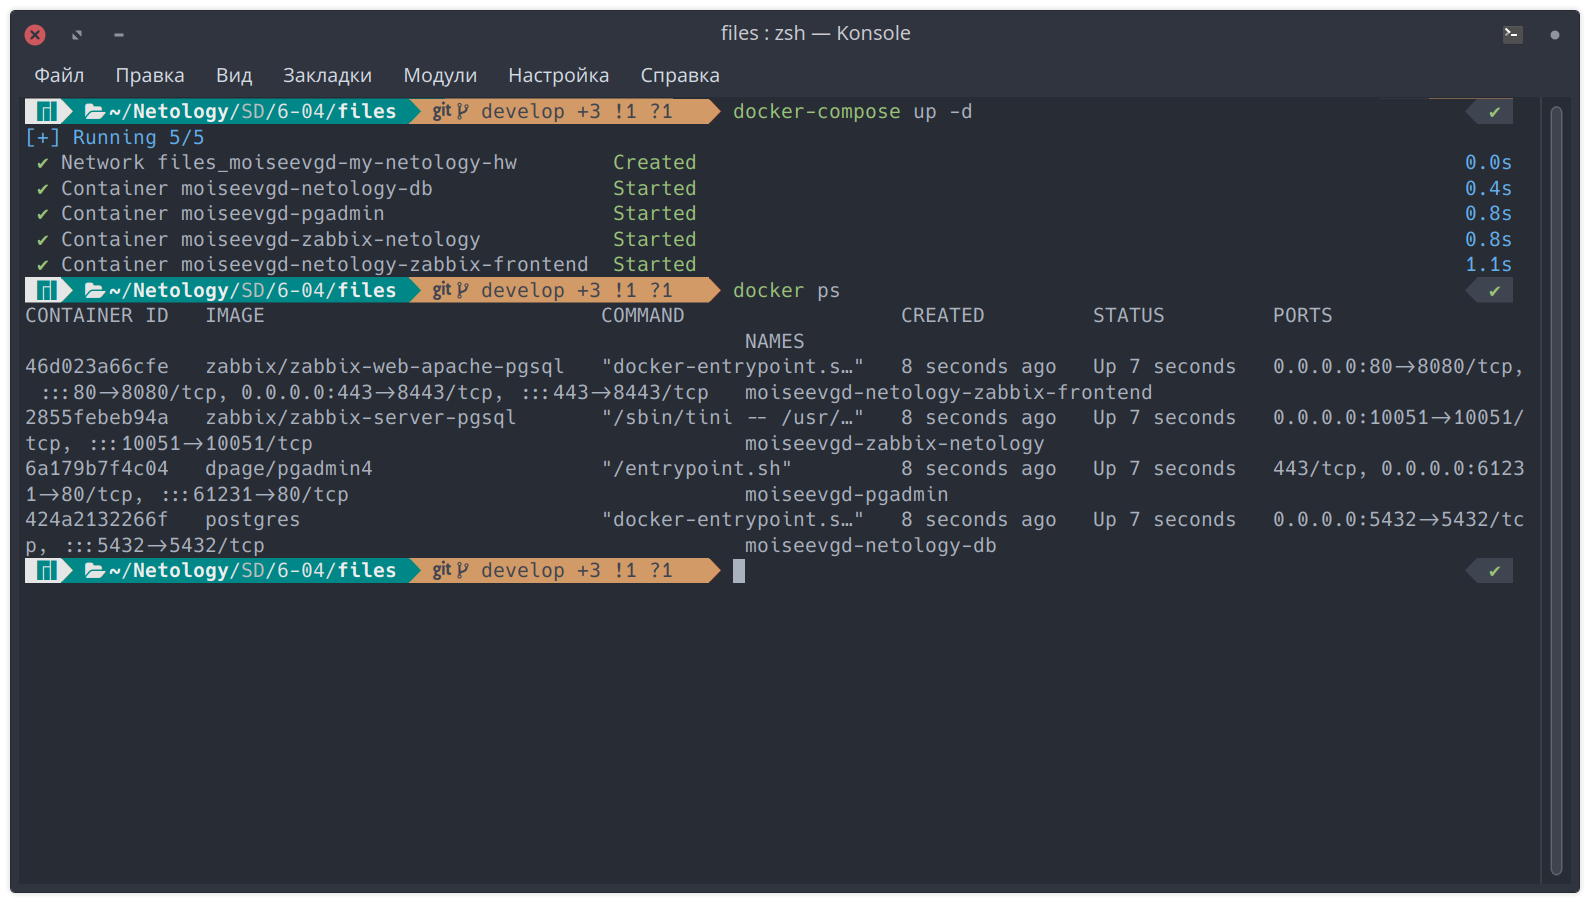 files : zsh — Konsole
Файл Правка Вид Закладки Модули Настройка Справка
~/Netology/SD/6-04/files git develop +3 !1 ?1 docker-compose up -d ✔
[+] Running 5/5
✔ Network files_moiseevgd-my-netology-hw Created 0.0s
✔ Container moiseevgd-netology-db Started 0.4s
✔ Container moiseevgd-pgadmin Started 0.8s
✔ Container moiseevgd-zabbix-netology Started 0.8s
✔ Container moiseevgd-netology-zabbix-frontend Started 1.1s
~/Netology/SD/6-04/files git develop +3 !1 ?1 docker ps ✔
CONTAINER ID IMAGE COMMAND CREATED STATUS PORTS
NAMES
46d023a66cfe zabbix/zabbix-web-apache-pgsql "docker-entrypoint.s…" 8 seconds ago Up 7 seconds 0.0.0.0:80->8080/tcp,
:::80->8080/tcp, 0.0.0.0:443->8443/tcp, :::443->8443/tcp moiseevgd-netology-zabbix-frontend
2855febeb94a zabbix/zabbix-server-pgsql "/sbin/tini -- /usr/…" 8 seconds ago Up 7 seconds 0.0.0.0:10051->10051/
tcp, :::10051->10051/tcp moiseevgd-zabbix-netology
6a179b7f4c04 dpage/pgadmin4 "/entrypoint.sh" 8 seconds ago Up 7 seconds 443/tcp, 0.0.0.0:6123
1->80/tcp, :::61231->80/tcp moiseevgd-pgadmin
424a2132266f postgres "docker-entrypoint.s…" 8 seconds ago Up 7 seconds 0.0.0.0:5432->5432/tc
p, :::5432->5432/tcp moiseevgd-netology-db
~/Netology/SD/6-04/files git develop +3 !1 ?1 ✔